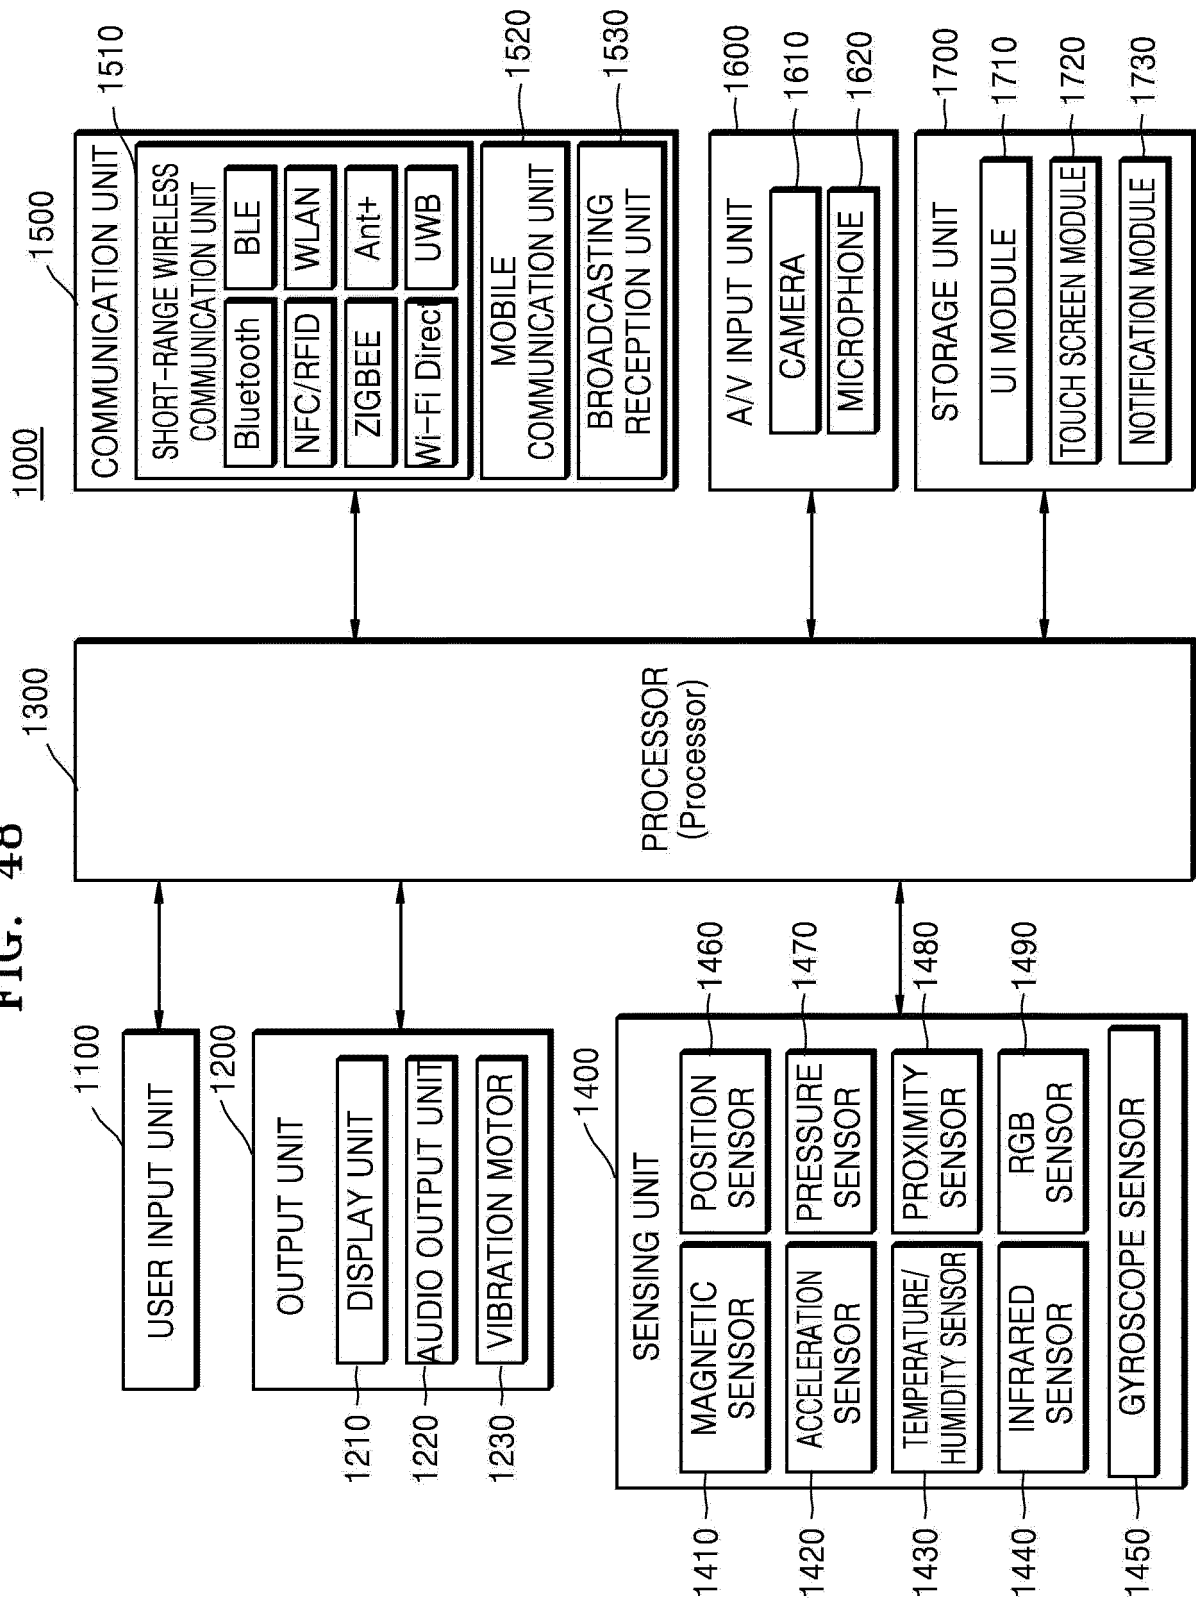 FIG. 48
1000
1100
USER INPUT UNIT
1200
OUTPUT UNIT
1210
DISPLAY UNIT
1220
AUDIO OUTPUT UNIT
1230
VIBRATION MOTOR
1400
SENSING UNIT
1410
MAGNETIC
SENSOR
POSITION
SENSOR
1460
1420
ACCELERATION
SENSOR
PRESSURE
SENSOR
1470
1430
TEMPERATURE/
HUMIDITY SENSOR
PROXIMITY
SENSOR
1480
1440
INFRARED
SENSOR
RGB
SENSOR
1490
1450
GYROSCOPE SENSOR
1300
PROCESSOR
(Processor)
1500
COMMUNICATION UNIT
1510
SHORT-RANGE WIRELESS
COMMUNICATION UNIT
Bluetooth
BLE
NFC/RFID
WLAN
ZIGBEE
Ant+
Wi-Fi Direct
UWB
MOBILE
COMMUNICATION UNIT
1520
BROADCASTING
RECEPTION UNIT
1530
A/V INPUT UNIT
1600
CAMERA
1610
MICROPHONE
1620
STORAGE UNIT
1700
UI MODULE
1710
TOUCH SCREEN MODULE
1720
NOTIFICATION MODULE
1730